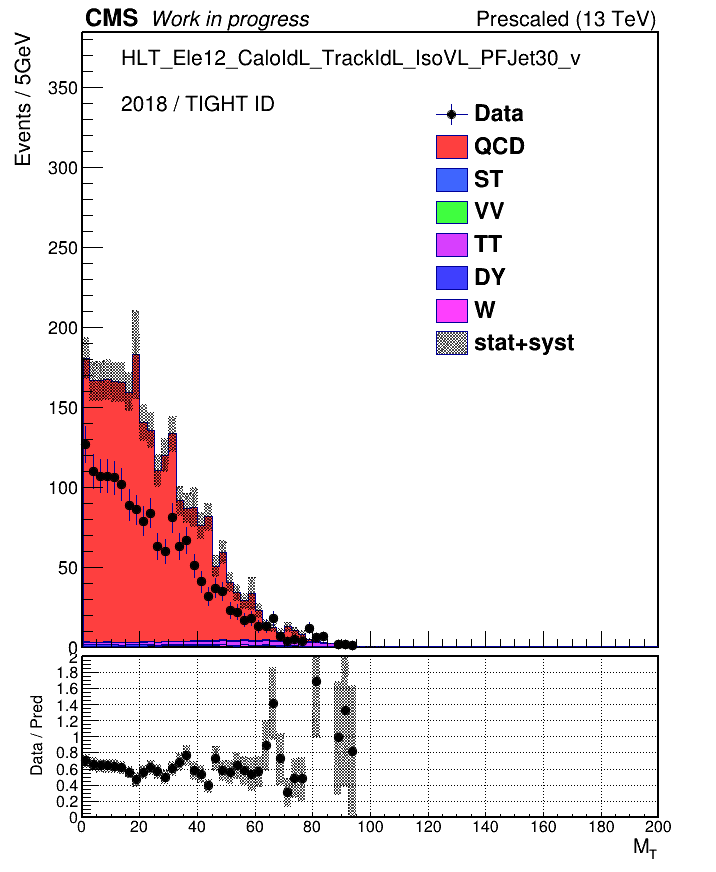 CMS Work in progress Prescaled (13 TeV)
HLT_Ele12_CaloIdL_TrackIdL_IsoVL_PFJet30_v
2018 / TIGHT ID
Events / 5GeV
350
300
250
200
150
100
50
0
Data
QCD
ST
VV
TT
DY
W
stat+syst
Data / Pred
2
1.8
1.6
1.4
1.2
1
0.8
0.6
0.4
0.2
0
0 20 40 60 80 100 120 140 160 180 200
M_T